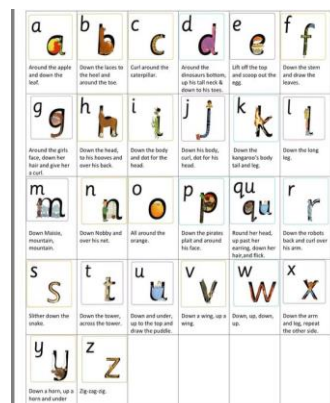 a b c d e f
Around the apple
and down the
leaf.
Down the laces to
the heel and
around the toe.
Curl around the
caterpillar.
Around the
dinosaurs bottom,
up his tall neck &
down to his toes.
Lift off the top
and scoop out the
egg.
Down the stem
and draw the
leaves.
g h i j k l
Around the girls
face, down her
hair and give her
a curl.
Down the head,
to his hooves and
over his back.
Down the body
and dot for the
head.
Down his body,
curl, dot for his
head.
Down the
kangaroo's body
tail and leg.
Down the long
leg.
m n o p qu r
Down Maisie,
mountain,
mountain.
Down Nobby and
over his net.
All around the
orange.
Down the pirates
plait and around
his face.
Round her head,
up past her
earring, down her
hair,and flick.
Down the robots
back and curl over
his arm.
s t u v w x
Slither down the
snake.
Down the tower,
across the tower.
Down and under,
up to the top and
draw the puddle.
Down a wing, up a
wing.
Down, up, down,
up.
Down the arm
and leg, repeat
the other side.
y z
Down a horn, up a
horn and under
Zig-zag-zig.